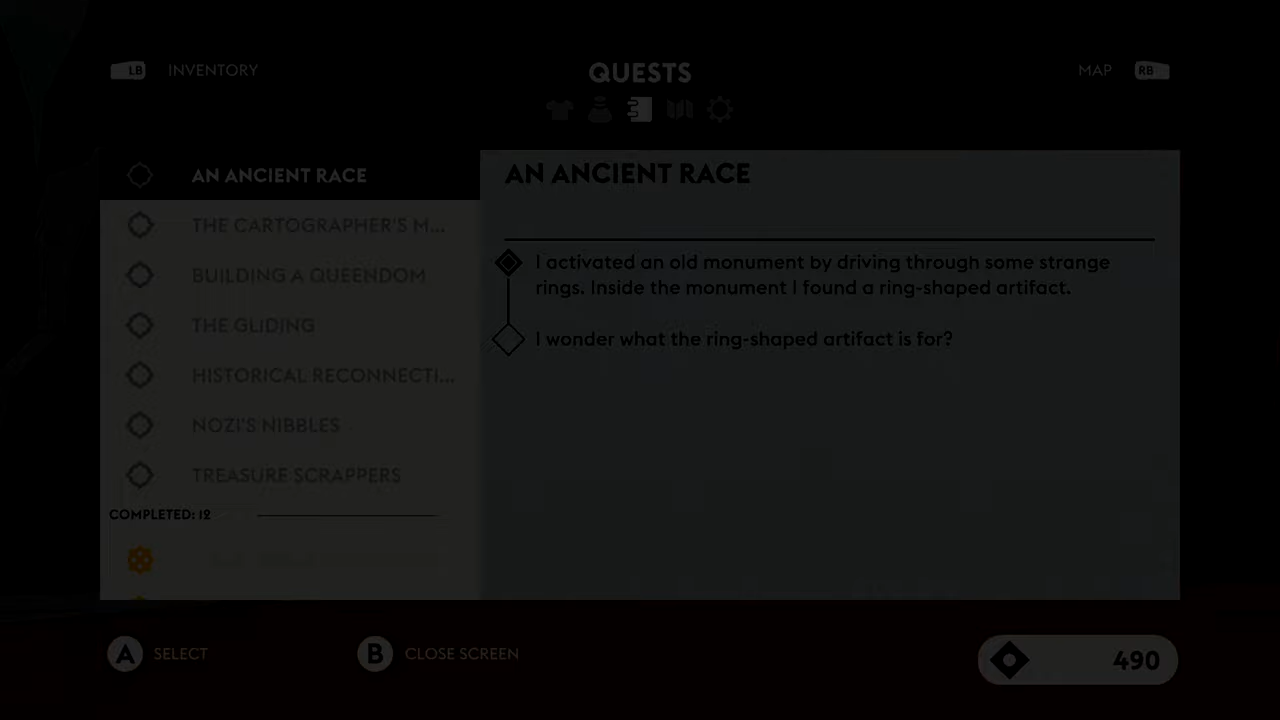 LB INVENTORY QUESTS MAP RB
AN ANCIENT RACE
THE CARTOGRAPHER'S M...
BUILDING A QUEENDOM
THE GLIDING
HISTORICAL RECONNECTI...
NOZI'S NIBBLES
TREASURE SCRAPPERS
COMPLETED: 12
AN ANCIENT RACE
I activated an old monument by driving through some strange
rings. Inside the monument I found a ring-shaped artifact.
I wonder what the ring-shaped artifact is for?
A SELECT B CLOSE SCREEN 490